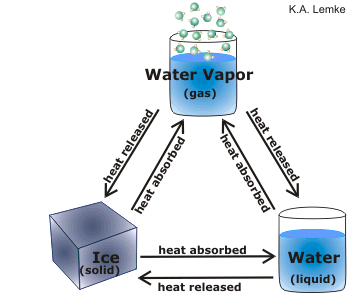 K.A. Lemke
Water Vapor
(gas)
heat released
heat absorbed
heat absorbed
heat released
Ice
(solid)
heat absorbed
heat released
Water
(liquid)